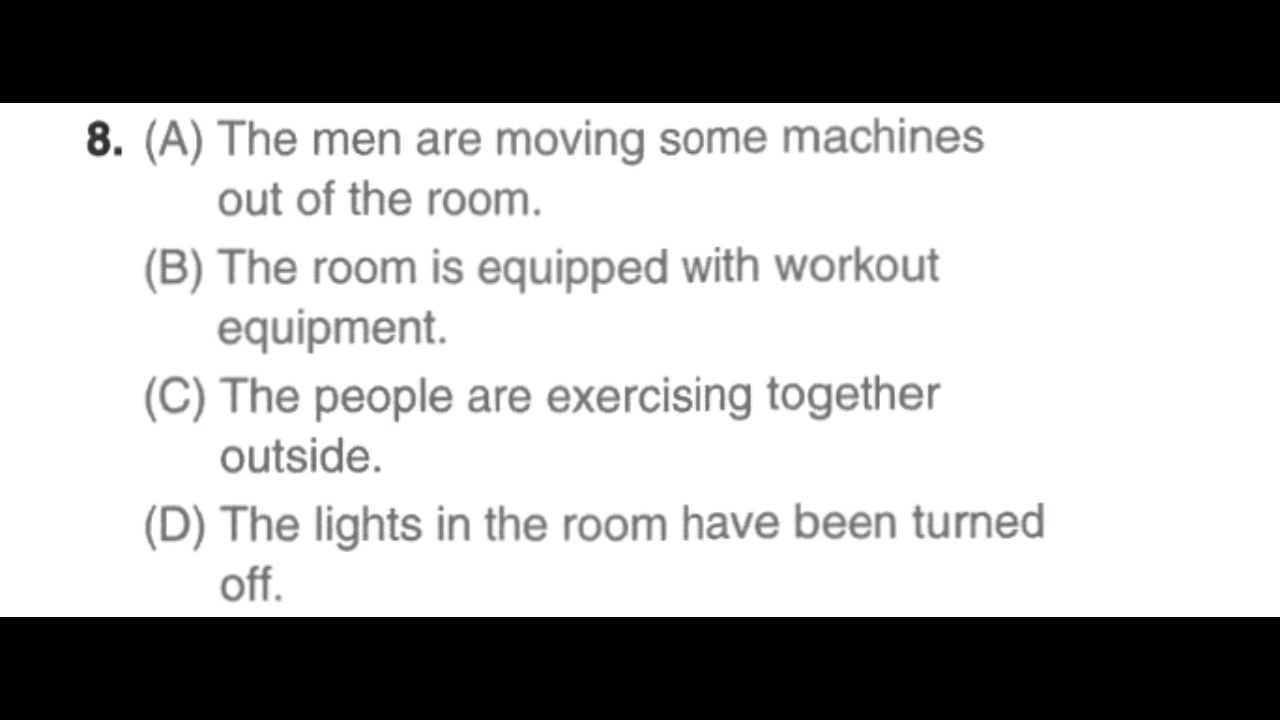 8. (A) The men are moving some machines
out of the room.
(B) The room is equipped with workout
equipment.
(C) The people are exercising together
outside.
(D) The lights in the room have been turned
off.